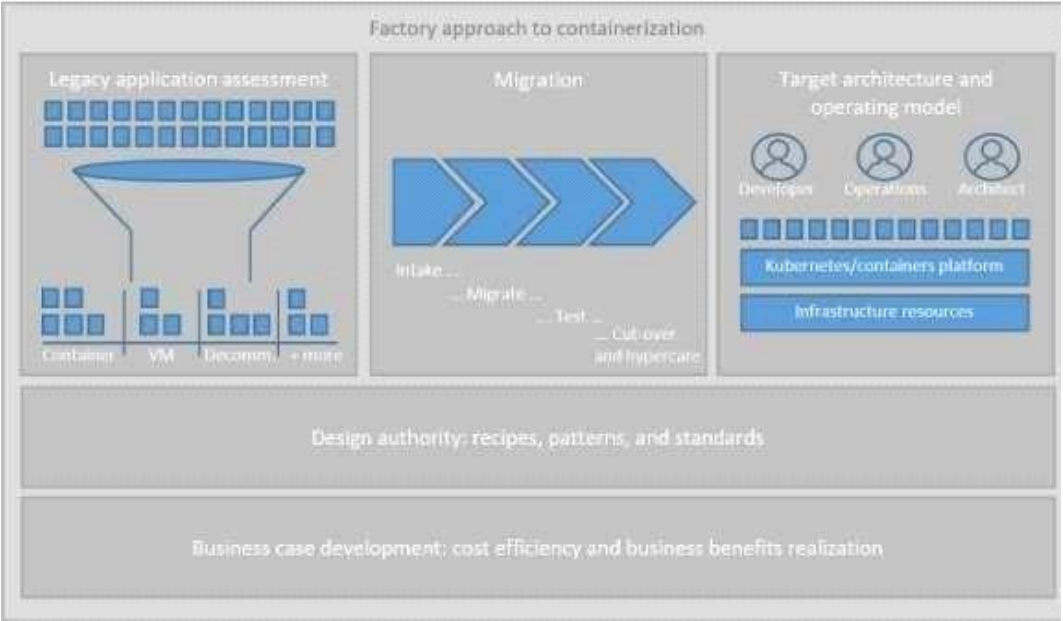 Factory approach to containerization
Legacy application assessment
Container
VM
Decomm.
+ more
Migration
Intake ...
... Migrate ...
... Test ...
... Cut-over
and hypercare
Target architecture and
operating model
Developer
Operations
Architect
Kubernetes/containers platform
Infrastructure resources
Design authority: recipes, patterns, and standards
Business case development: cost efficiency and business benefits realization